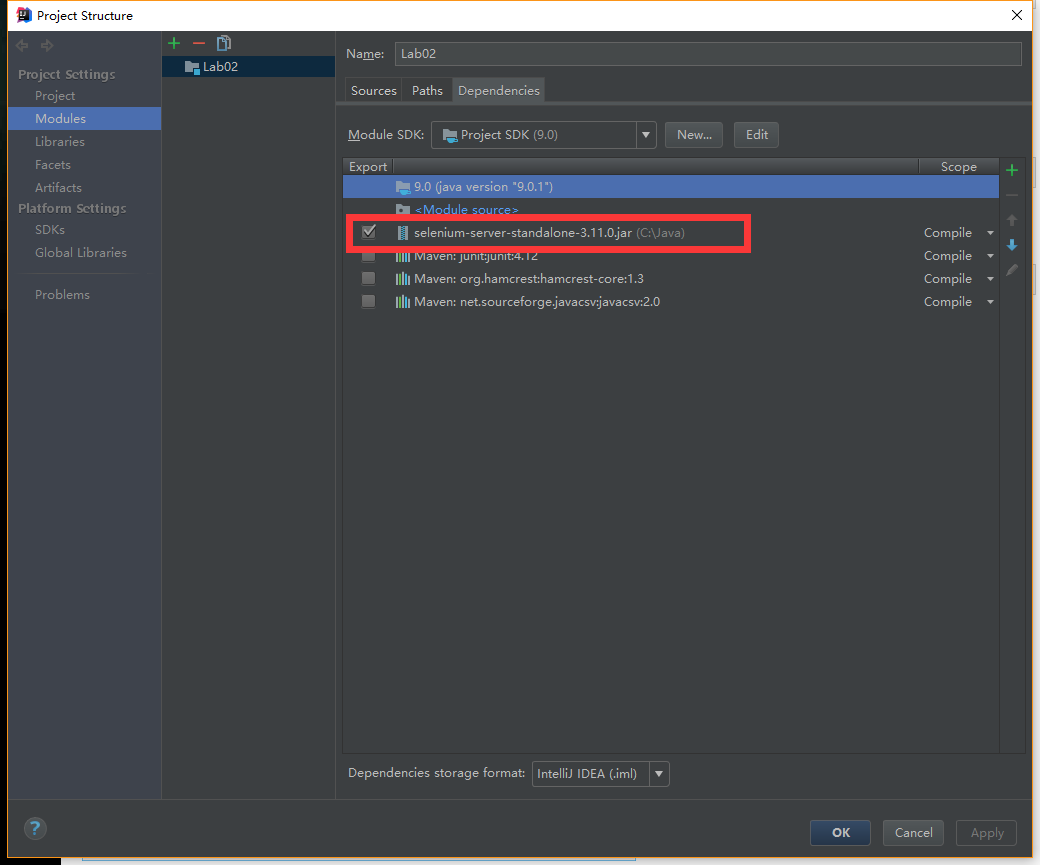 Project Structure
Project Settings
Project
Modules
Libraries
Facets
Artifacts
Platform Settings
SDKs
Global Libraries
Problems
Lab02
Name: Lab02
Sources Paths Dependencies
Module SDK: Project SDK (9.0) New... Edit
Export Scope
9.0 (java version "9.0.1")
<Module source>
selenium-server-standalone-3.11.0.jar (C:\Java) Compile
Maven: junit:junit:4.12 Compile
Maven: org.hamcrest:hamcrest-core:1.3 Compile
Maven: net.sourceforge.javacsv:javacsv:2.0 Compile
Dependencies storage format: IntelliJ IDEA (.iml)
? OK Cancel Apply